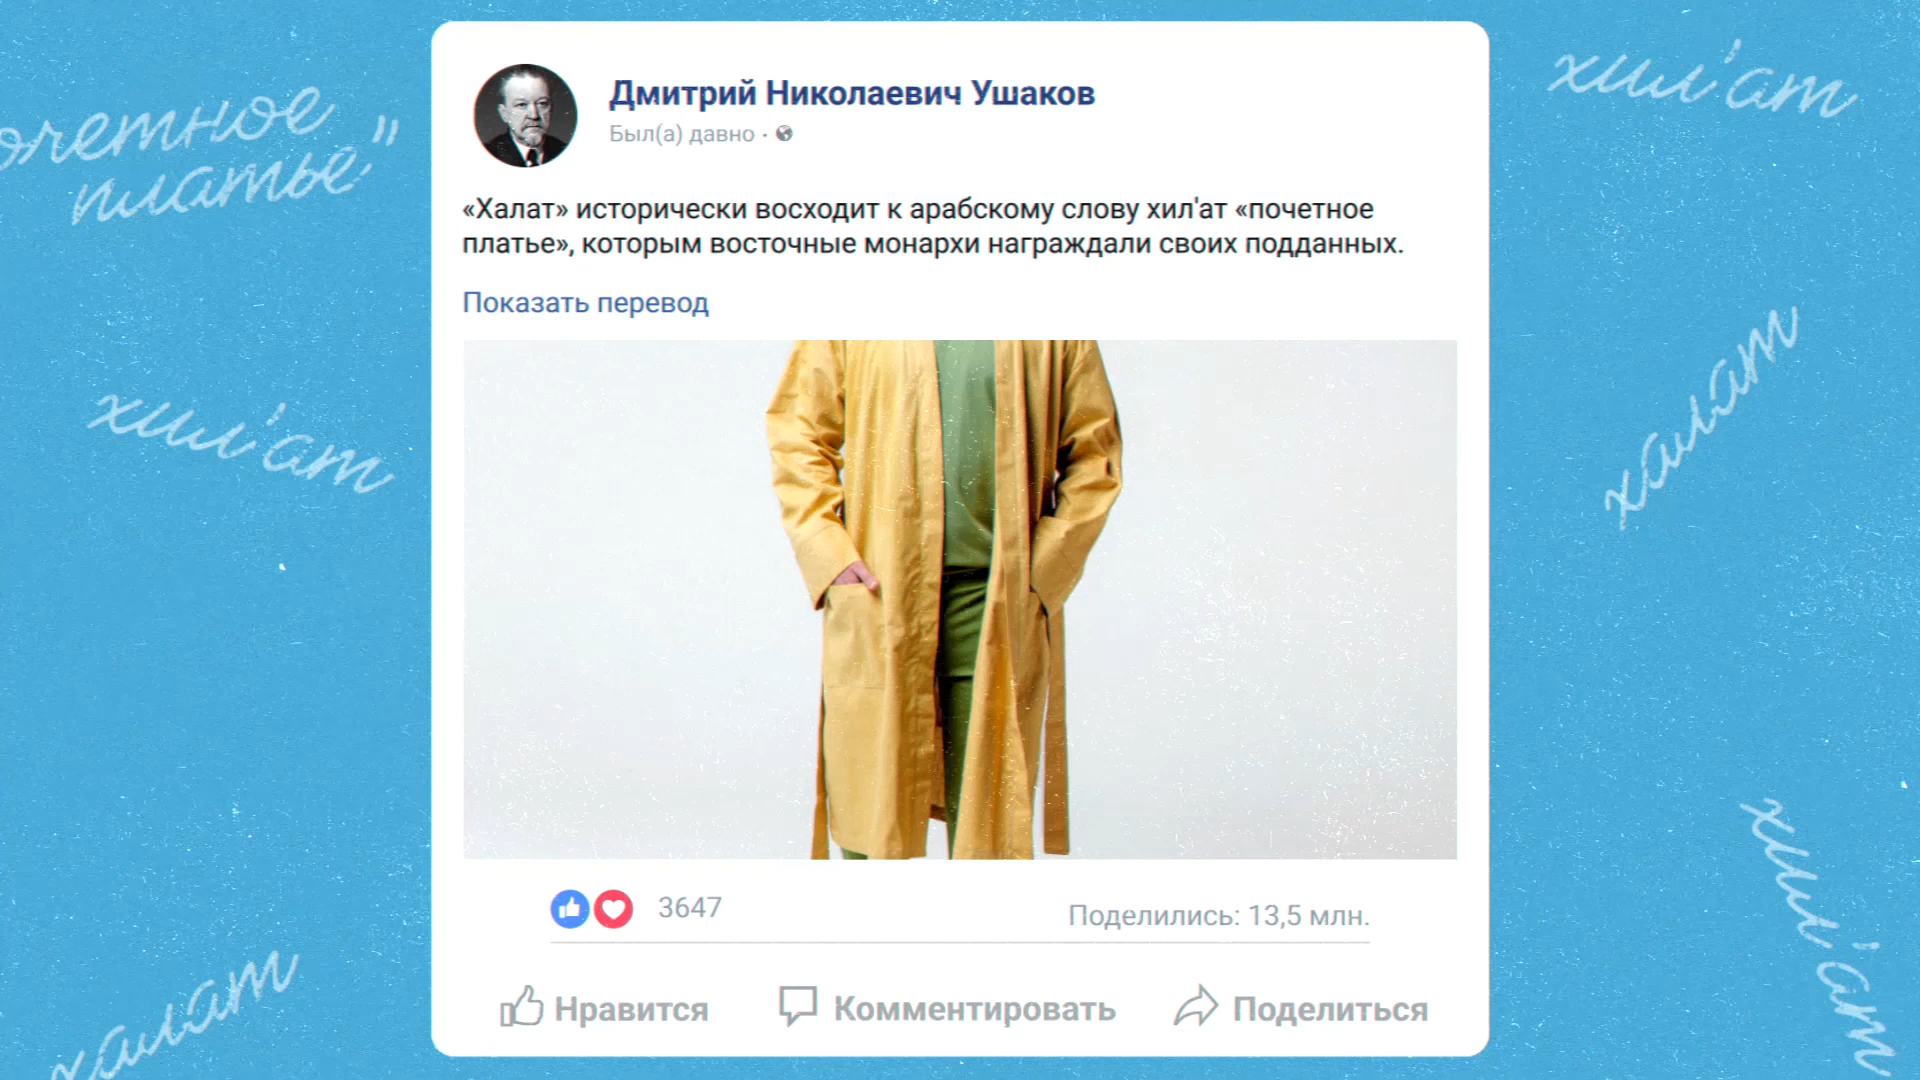 Дмитрий Николаевич Ушаков
Был(а) давно ·
«Халат» исторически восходит к арабскому слову хил'ат «почетное
платье», которым восточные монархи награждали своих подданных.
Показать перевод
3647
Поделились: 13,5 млн.
Нравится
Комментировать
Поделиться
очетное
платье"
хил'ат
халат
хил'ат
халат
хил'ат